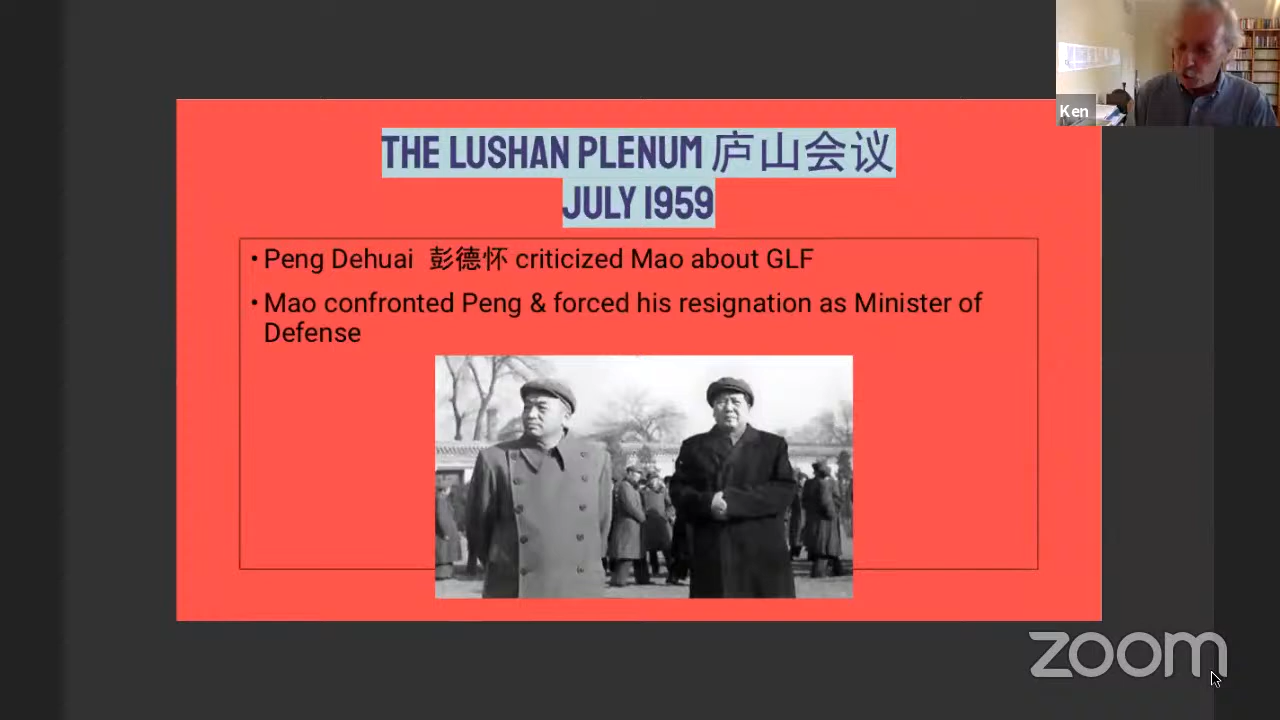 THE LUSHAN PLENUM 庐山会议
JULY 1959
• Peng Dehuai 彭德怀 criticized Mao about GLF
• Mao confronted Peng & forced his resignation as Minister of
Defense
Ken
zoom